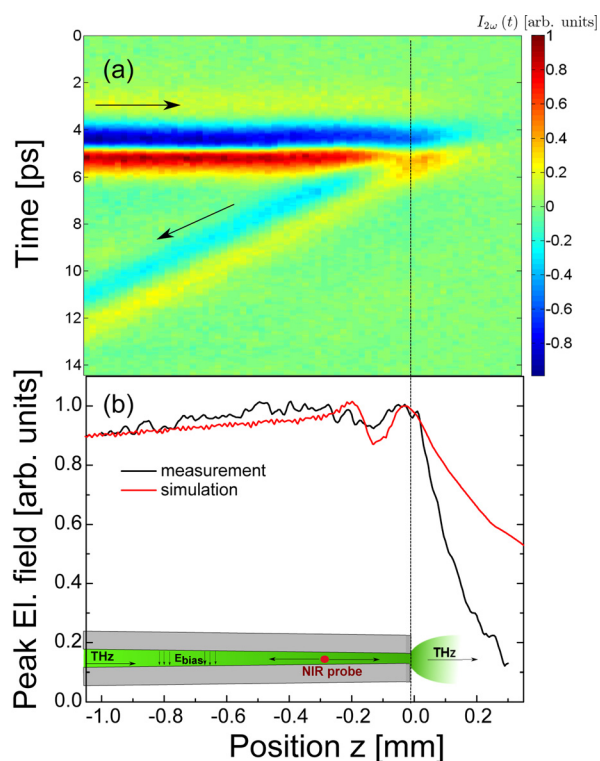 I2ω (t) [arb. units]
(a)
Time [ps]
0
2
4
6
8
10
12
14
1
0.8
0.6
0.4
0.2
0
-0.2
-0.4
-0.6
-0.8
(b)
Peak El. field [arb. units]
1.0
0.8
0.6
0.4
0.2
0.0
measurement
simulation
THz
Ebias
NIR probe
THz
-1.0 -0.8 -0.6 -0.4 -0.2 0.0 0.2
Position z [mm]